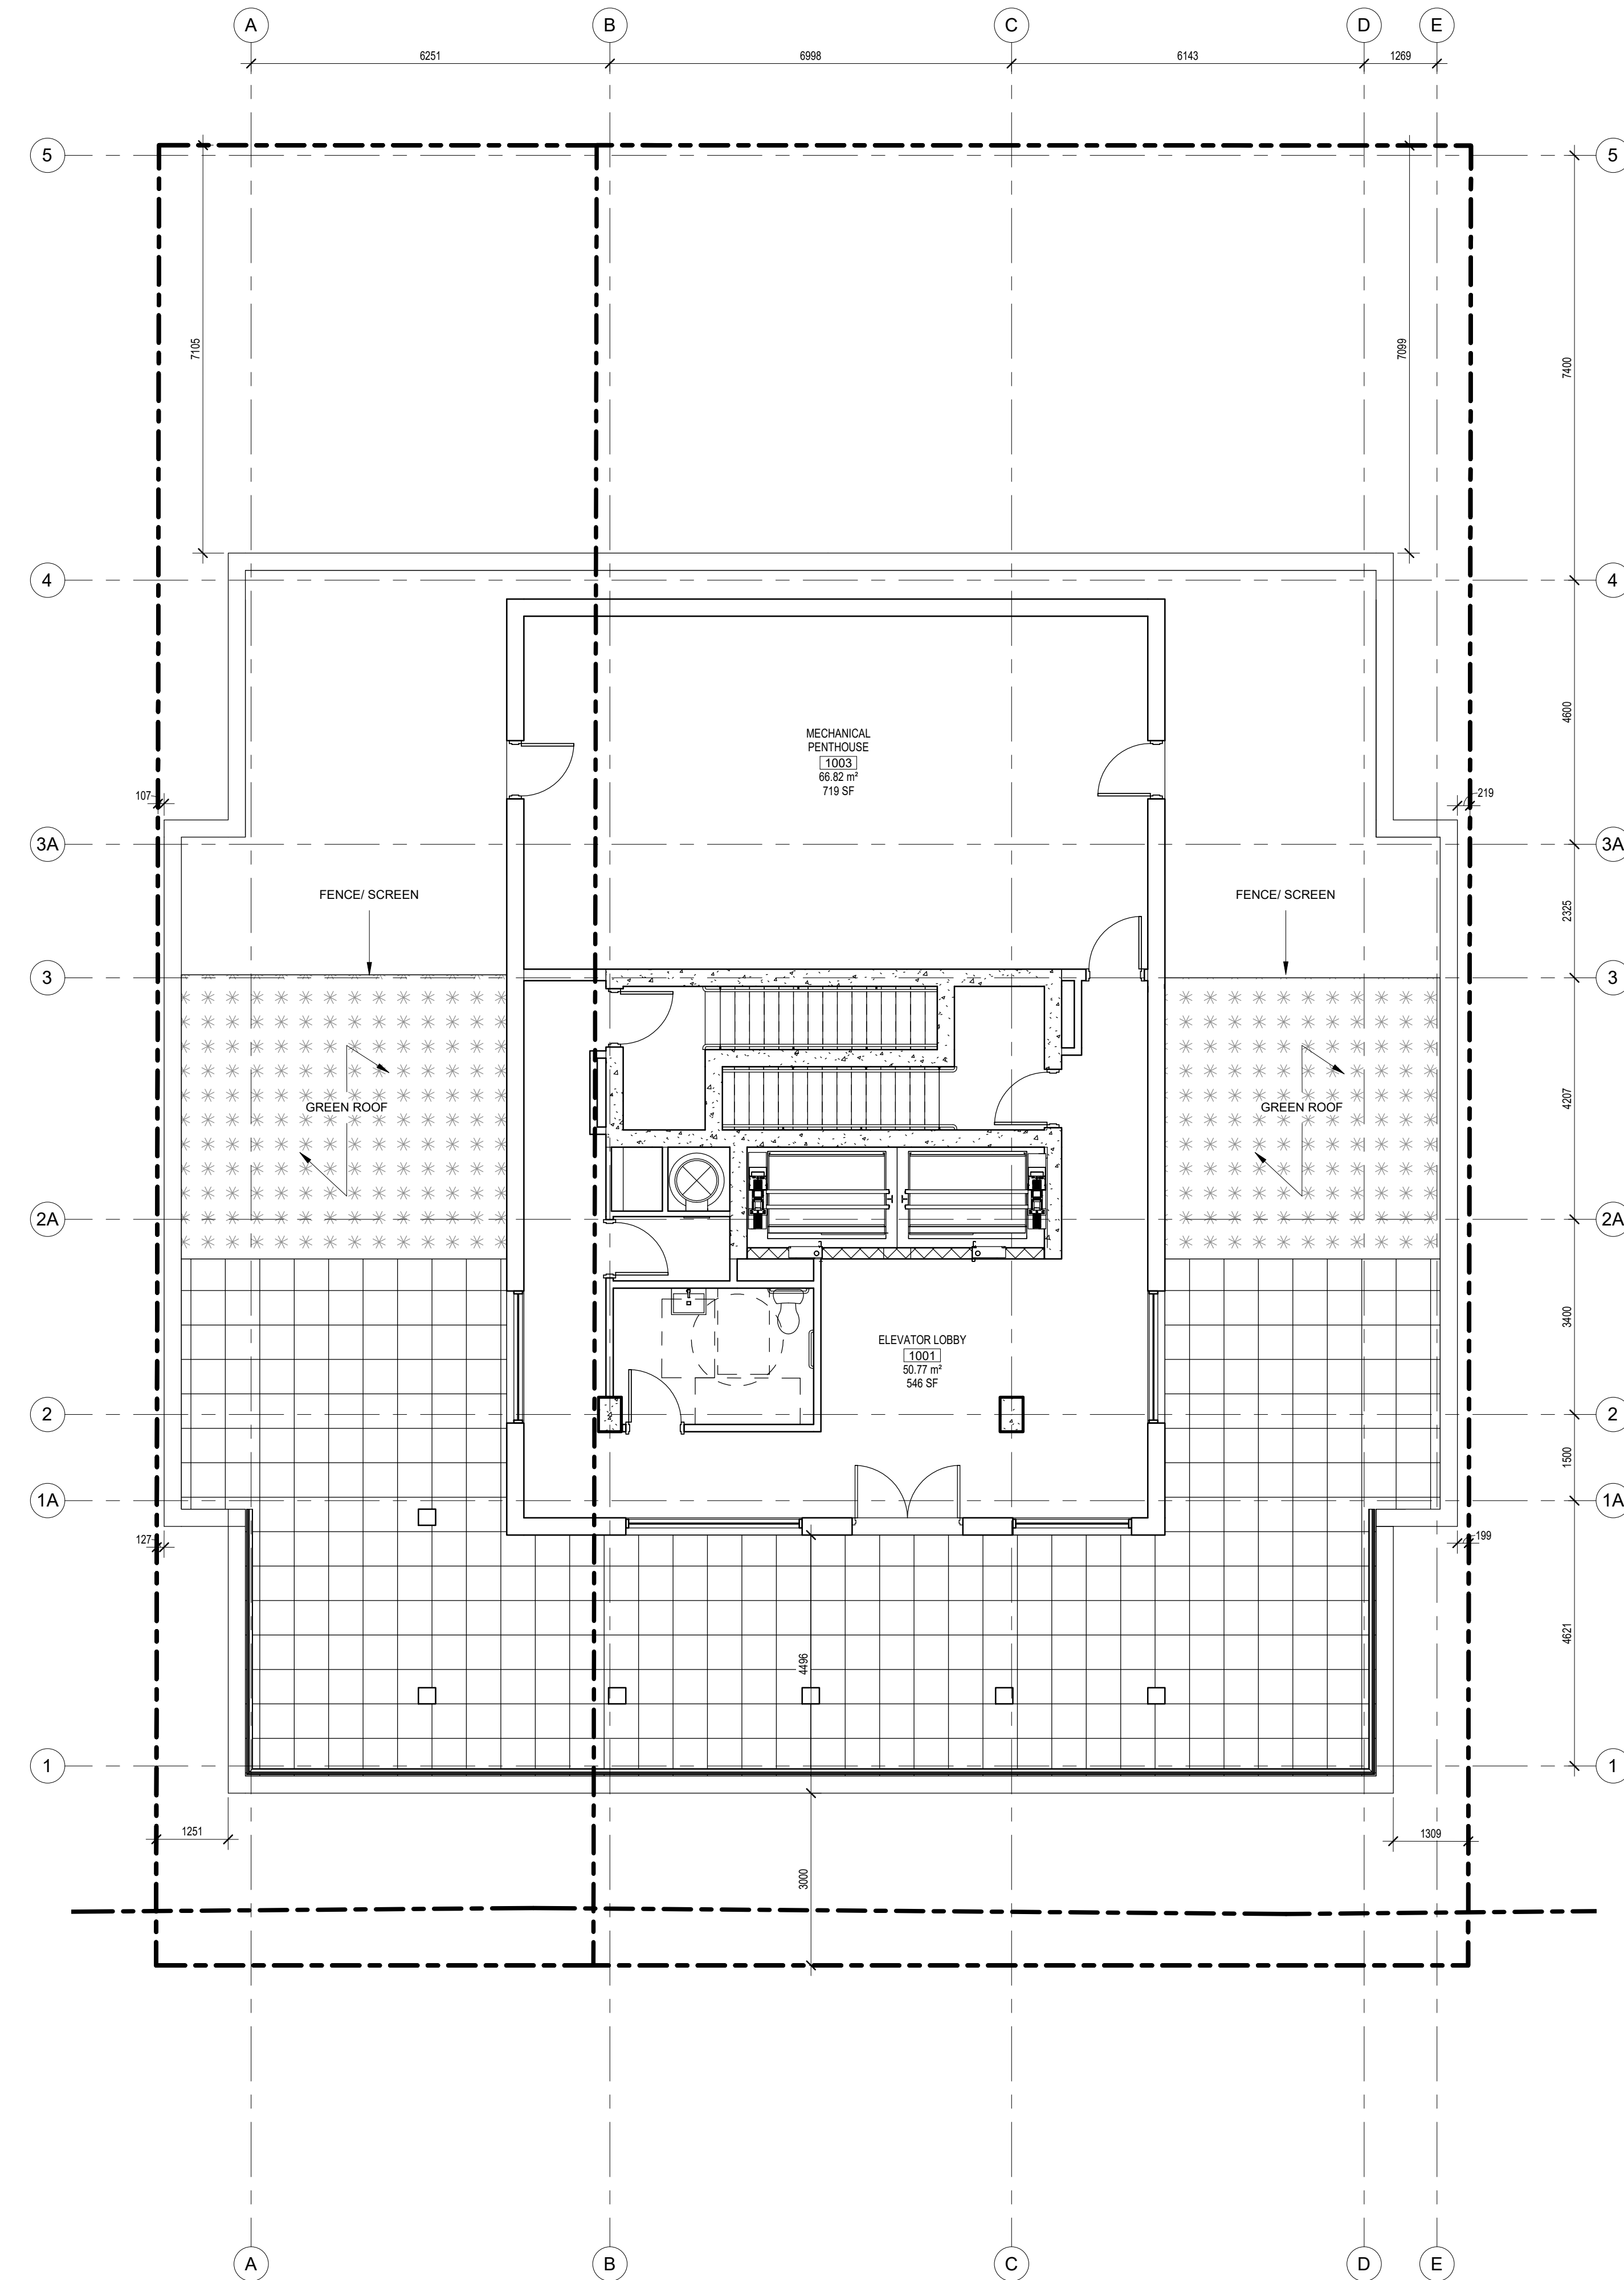 A
B
C
D
E
6251
6998
6143
1269
5
5
7105
7099
7400
4
4
4600
MECHANICAL
PENTHOUSE
1003
66.82 m²
719 SF
107
219
3A
3A
FENCE/ SCREEN
FENCE/ SCREEN
2325
3
3
4207
GREEN ROOF
GREEN ROOF
2A
2A
3400
ELEVATOR LOBBY
1001
50.77 m²
546 SF
2
2
1500
1A
1A
127
199
4621
4496
1
1
1251
1309
3000
A
B
C
D
E